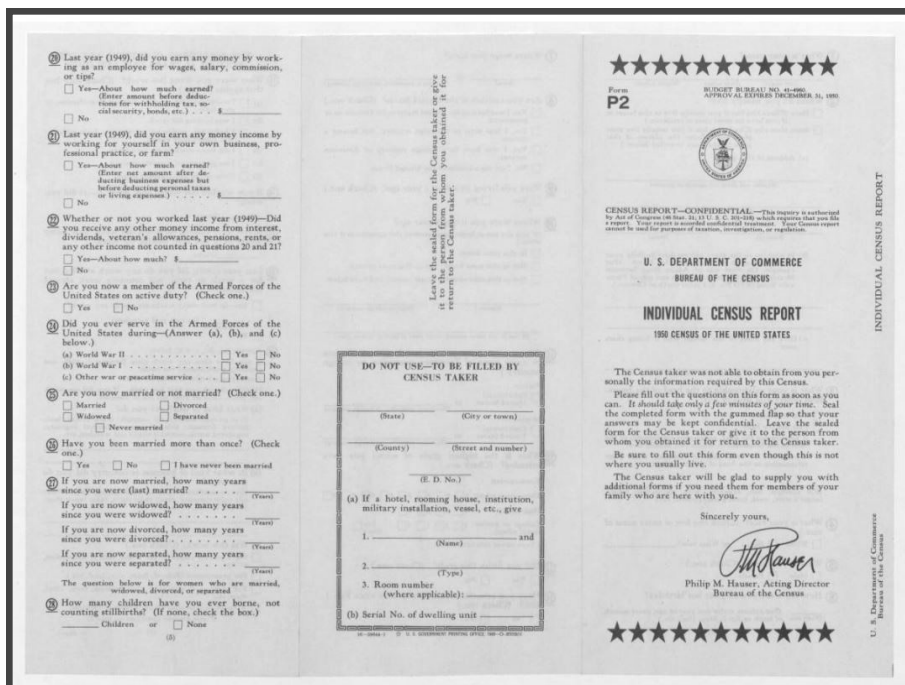 ⑳ Last year (1949), did you earn any money by work-
ing as an employee for wages, salary, commission,
or tips?
Yes—About how much earned?
(Enter amount before deduc-
tions for withholding tax, so-
cial security, bonds, etc.) . . . . $
No
㉑ Last year (1949), did you earn any money income by
working for yourself in your own business, pro-
fessional practice, or farm?
Yes—About how much earned?
(Enter net amount after de-
ducting business expenses but
before deducting personal taxas
or living expenses.) . . . . . $
No
㉒ Whether or not you worked last year (1949)—Did
you receive any other money income from interest,
dividends, veteran's allowances, pensions, rents, or
any other income not counted in questions 20 and 21?
Yes—About how much? $
No
㉓ Are you now a member of the Armed Forces of the
United States on active duty? (Check one.)
Yes No
㉔ Did you ever serve in the Armed Forces of the
United States during—(Answer (a), (b), and (c)
below.)
(a) World War II . . . . . . . . . . . Yes No
(b) World War I . . . . . . . . . . . Yes No
(c) Other war or peacetime service . . . Yes No
㉕ Are you now married or not married? (Check one.)
Married Divorced
Widowed Separated
Never married
㉖ Have you been married more than once? (Check
one.)
Yes No I have never been married
㉗ If you are now married, how many years
since you were (last) married? . . . . . .
(Years)
If you are now widowed, how many years
since you were widowed? . . . . . . . .
(Years)
If you are now divorced, how many years
since you were divorced? . . . . . . . .
(Years)
If you are now separated, how many years
since you were separated? . . . . . . .
(Years)
The question below is for women who are married,
widowed, divorced, or separated
㉘ How many children have you ever borne, not
counting stillbirths? (If none, check the box.)
Children or None
Leave the sealed form for the Census taker or give
it to the person from whom you obtained it for
return to the Census taker.
DO NOT USE—TO BE FILLED BY
CENSUS TAKER
(State) (City or town)
(County) (Street and number)
(E. D. No.)
(a) If a hotel, rooming house, institution,
military installation, vessel, etc., give
1. and
(Name)
2.
(Type)
3. Room number
(where applicable):
(b) Serial No. of dwelling unit
U. S. GOVERNMENT PRINTING OFFICE
Form
P2
BUDGET BUREAU NO. 41-4960.
APPROVAL EXPIRES DECEMBER 31, 1950.
CENSUS REPORT—CONFIDENTIAL.—This inquiry is authorized
by Act of Congress (46 Stat. 21, 13 U. S. C. 201-218) which requires that you file
a report. Your report is accorded confidential treatment. Your Census report
cannot be used for purposes of taxation, investigation, or regulation.
U. S. DEPARTMENT OF COMMERCE
BUREAU OF THE CENSUS
INDIVIDUAL CENSUS REPORT
1950 CENSUS OF THE UNITED STATES
The Census taker was not able to obtain from you per-
sonally the information required by this Census.
Please fill out the questions on this form as soon as you
can. It should take only a few minutes of your time. Seal
the completed form with the gummed flap so that your
answers may be kept confidential. Leave the sealed
form for the Census taker or give it to the person from
whom you obtained it for return to the Census taker.
Be sure to fill out this form even though this is not
where you usually live.
The Census taker will be glad to supply you with
additional forms if you need them for members of your
family who are here with you.
Sincerely yours,
Philip M. Hauser, Acting Director
Bureau of the Census
INDIVIDUAL CENSUS REPORT
U. S. Department of Commerce
Bureau of the Census